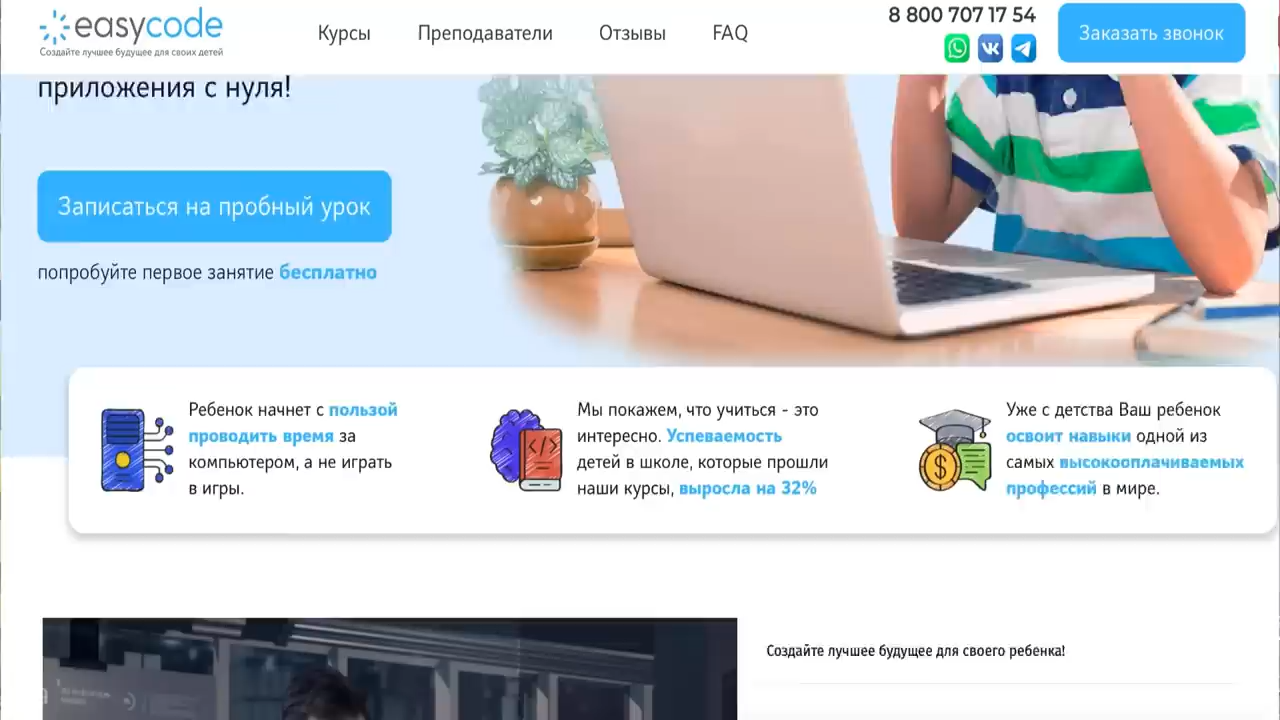 easycode
Создайте лучшее будущее для своих детей
Курсы
Преподаватели
Отзывы
FAQ
8 800 707 17 54
Заказать звонок
приложения с нуля!
Записаться на пробный урок
попробуйте первое занятие бесплатно
Ребенок начнет с пользой
проводить время за
компьютером, а не играть
в игры.
Мы покажем, что учиться - это
интересно. Успеваемость
детей в школе, которые прошли
наши курсы, выросла на 32%
Уже с детства Ваш ребенок
освоит навыки одной из
самых высокооплачиваемых
профессий в мире.
Создайте лучшее будущее для своего ребенка!